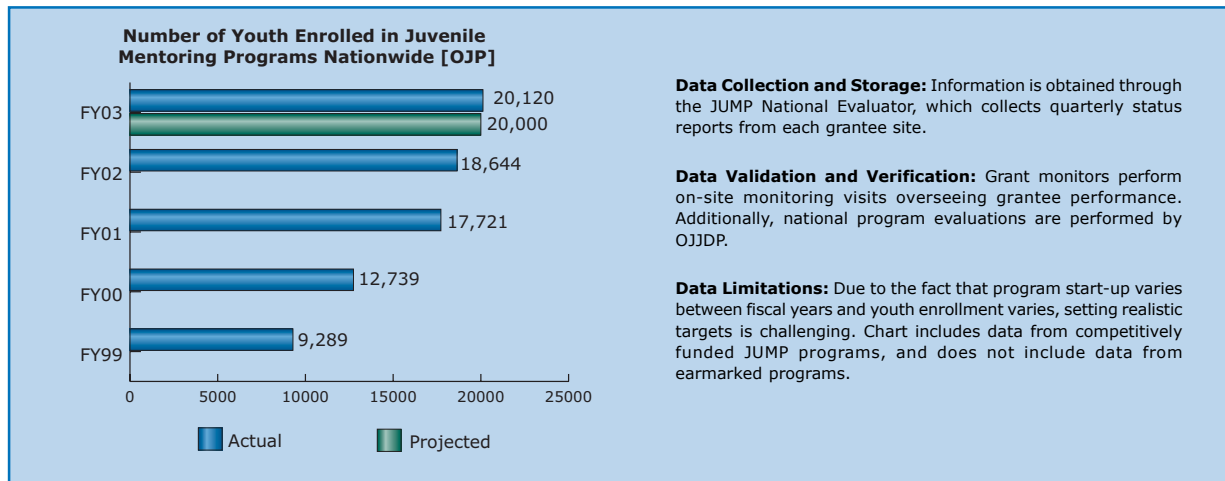 Number of Youth Enrolled in Juvenile
Mentoring Programs Nationwide [OJP]
FY03
20,120
20,000
FY02
18,644
FY01
17,721
FY00
12,739
FY99
9,289
0 5000 10000 15000 20000 25000
Actual Projected
Data Collection and Storage: Information is obtained through
the JUMP National Evaluator, which collects quarterly status
reports from each grantee site.
Data Validation and Verification: Grant monitors perform
on-site monitoring visits overseeing grantee performance.
Additionally, national program evaluations are performed by
OJJDP.
Data Limitations: Due to the fact that program start-up varies
between fiscal years and youth enrollment varies, setting realistic
targets is challenging. Chart includes data from competitively
funded JUMP programs, and does not include data from
earmarked programs.